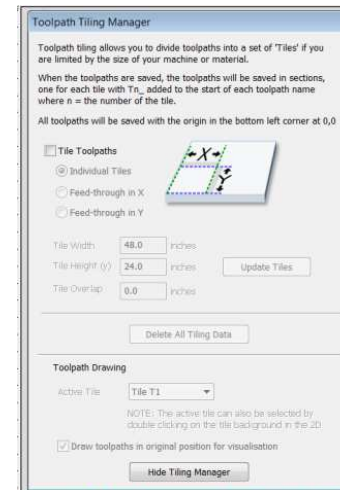 Toolpath Tiling Manager
Toolpath tiling allows you to divide toolpaths into a set of 'Tiles' if you
are limited by the size of your machine or material.
When the toolpaths are saved, the toolpaths will be saved in sections,
one for each tile with Tn_ added to the start of each toolpath name
where n = the number of the tile.
All toolpaths will be saved with the origin in the bottom left corner at 0,0
Tile Toolpaths
X
Y
Individual Tiles
Feed-through in X
Feed-through in Y
Tile Width 48.0 inches
Tile Height (y) 24.0 inches Update Tiles
Tile Overlap 0.0 inches
Delete All Tiling Data
Toolpath Drawing
Active Tile Tile T1
NOTE: The active tile can also be selected by
double clicking on the tile background in the 2D
Draw toolpaths in original position for visualisation
Hide Tiling Manager